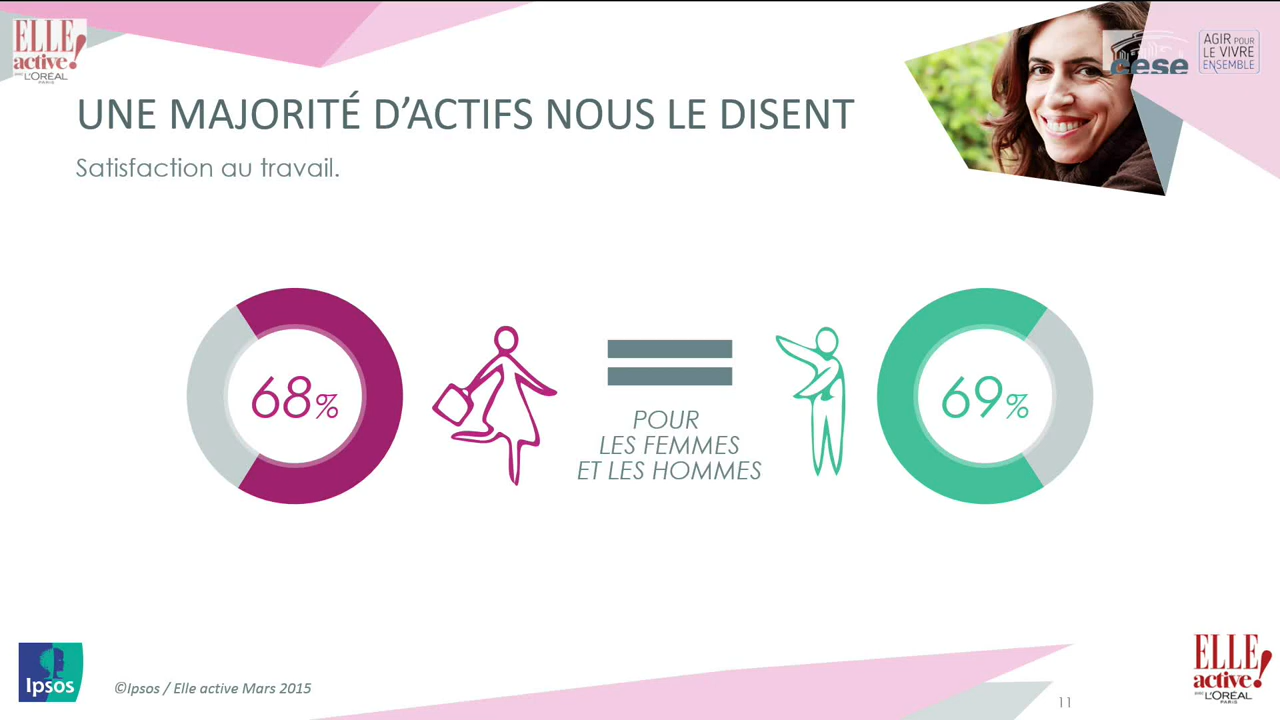 ELLE
active!
AVEC L'ORÉAL
PARIS
cese
AGIR POUR
LE VIVRE
ENSEMBLE
UNE MAJORITÉ D'ACTIFS NOUS LE DISENT
Satisfaction au travail.
68%
69%
POUR
LES FEMMES
ET LES HOMMES
Ipsos
©Ipsos / Elle active Mars 2015
11
ELLE
active!
AVEC L'ORÉAL
PARIS